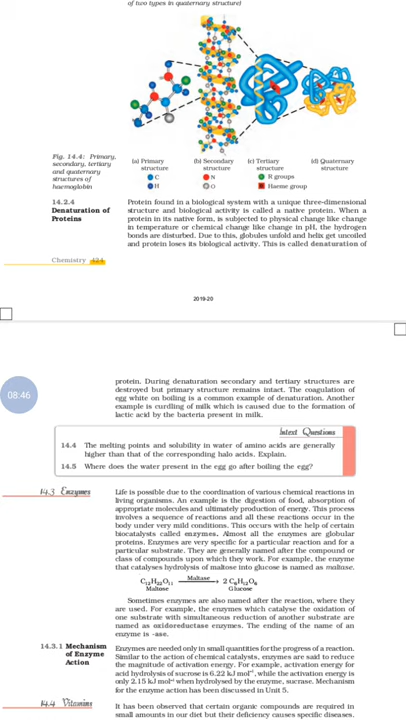 of two types in quaternary structure)
Fig. 14.4: Primary,
secondary, tertiary
and quaternary
structures of
haemoglobin
(a) Primary structure
(b) Secondary structure
(c) Tertiary structure
(d) Quaternary structure
C
N
R groups
H
O
Haeme group
14.2.4
Denaturation of
Proteins
Protein found in a biological system with a unique three-dimensional
structure and biological activity is called a native protein. When a
protein in its native form, is subjected to physical change like change
in temperature or chemical change like change in pH, the hydrogen
bonds are disturbed. Due to this, globules unfold and helix get uncoiled
and protein loses its biological activity. This is called denaturation of
Chemistry 424
2019-20
08:46
protein. During denaturation secondary and tertiary structures are
destroyed but primary structure remains intact. The coagulation of
egg white on boiling is a common example of denaturation. Another
example is curdling of milk which is caused due to the formation of
lactic acid by the bacteria present in milk.
Intext Questions
14.4 The melting points and solubility in water of amino acids are generally
higher than that of the corresponding halo acids. Explain.
14.5 Where does the water present in the egg go after boiling the egg?
14.3 Enzymes
Life is possible due to the coordination of various chemical reactions in
living organisms. An example is the digestion of food, absorption of
appropriate molecules and ultimately production of energy. This process
involves a sequence of reactions and all these reactions occur in the
body under very mild conditions. This occurs with the help of certain
biocatalysts called enzymes. Almost all the enzymes are globular
proteins. Enzymes are very specific for a particular reaction and for a
particular substrate. They are generally named after the compound or
class of compounds upon which they work. For example, the enzyme
that catalyses hydrolysis of maltose into glucose is named as maltase.
C₁₂H₂₂O₁₁ Maltase → 2 C₆H₁₂O₆
Maltose Glucose
Sometimes enzymes are also named after the reaction, where they
are used. For example, the enzymes which catalyse the oxidation of
one substrate with simultaneous reduction of another substrate are
named as oxidoreductase enzymes. The ending of the name of an
enzyme is -ase.
14.3.1 Mechanism
of Enzyme
Action
Enzymes are needed only in small quantities for the progress of a reaction.
Similar to the action of chemical catalysts, enzymes are said to reduce
the magnitude of activation energy. For example, activation energy for
acid hydrolysis of sucrose is 6.22 kJ mol⁻¹, while the activation energy is
only 2.15 kJ mol⁻¹ when hydrolysed by the enzyme, sucrase. Mechanism
for the enzyme action has been discussed in Unit 5.
14.4 Vitamins
It has been observed that certain organic compounds are required in
small amounts in our diet but their deficiency causes specific diseases.